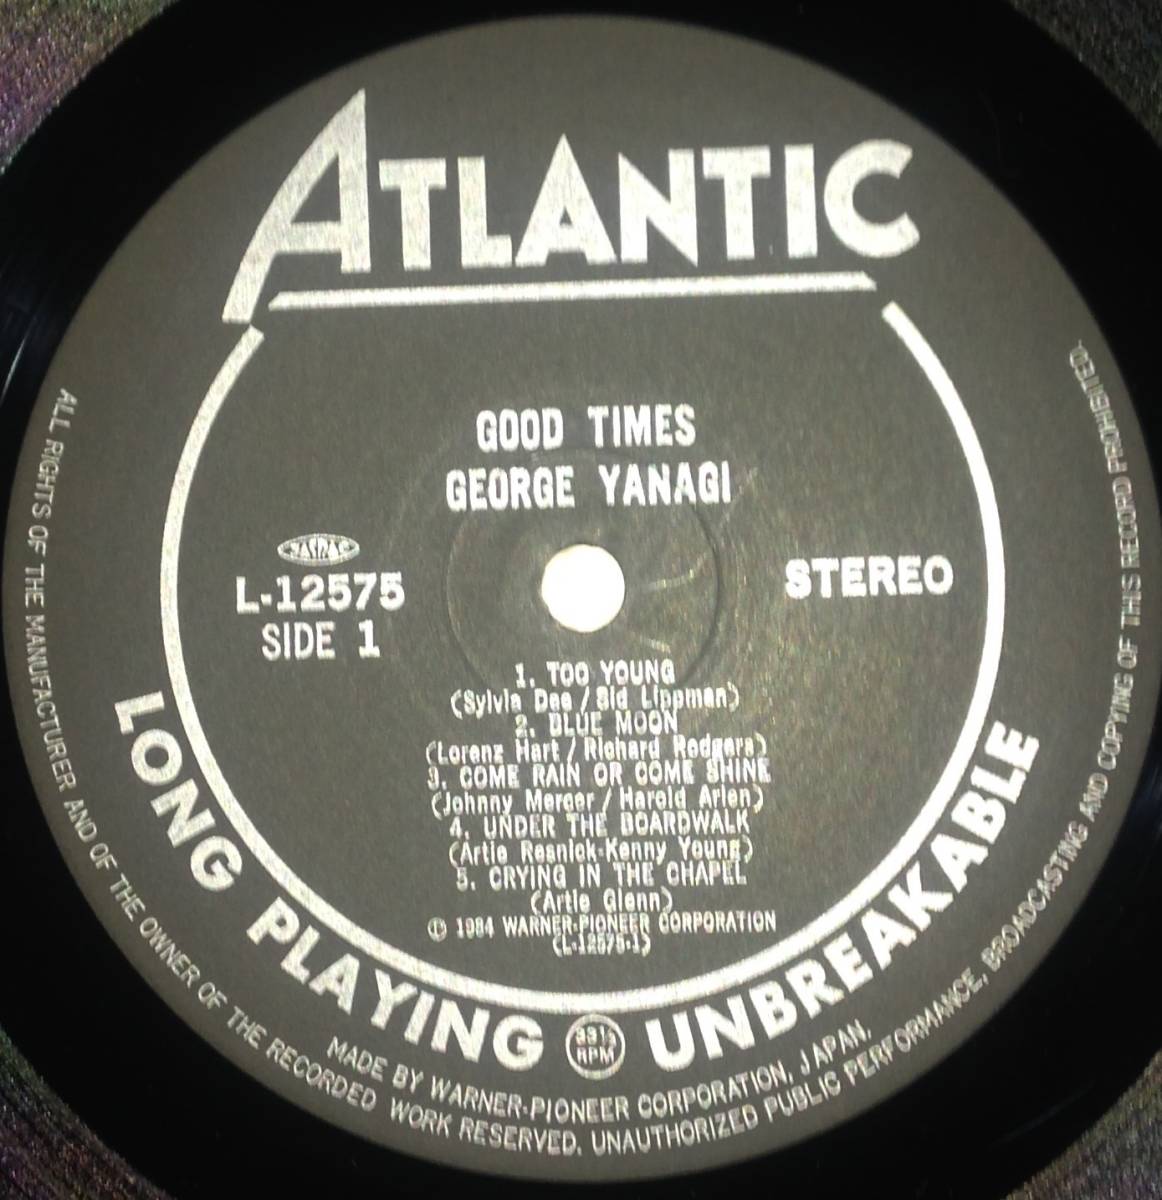 ATLANTIC
GOOD TIMES
GEORGE YANAGI
JASRAC
L-12575
SIDE 1
STEREO
1. TOO YOUNG
(Sylvia Dee / Sid Lippman)
2. BLUE MOON
(Lorenz Hart / Richard Rodgers)
3. COME RAIN OR COME SHINE
(Johnny Mercer / Harold Arlen)
4. UNDER THE BOARDWALK
(Artie Resnick-Kenny Young)
5. CRYING IN THE CHAPEL
(Artie Glenn)
Ⓟ 1984 WARNER-PIONEER CORPORATION
(L-12575-1)
LONG PLAYING 33⅓ RPM UNBREAKABLE
MADE BY WARNER-PIONEER CORPORATION, JAPAN.
ALL RIGHTS OF THE MANUFACTURER AND OF THE OWNER OF THE RECORDED WORK RESERVED. UNAUTHORIZED PUBLIC PERFORMANCE, BROADCASTING AND COPYING OF THIS RECORD PROHIBITED.